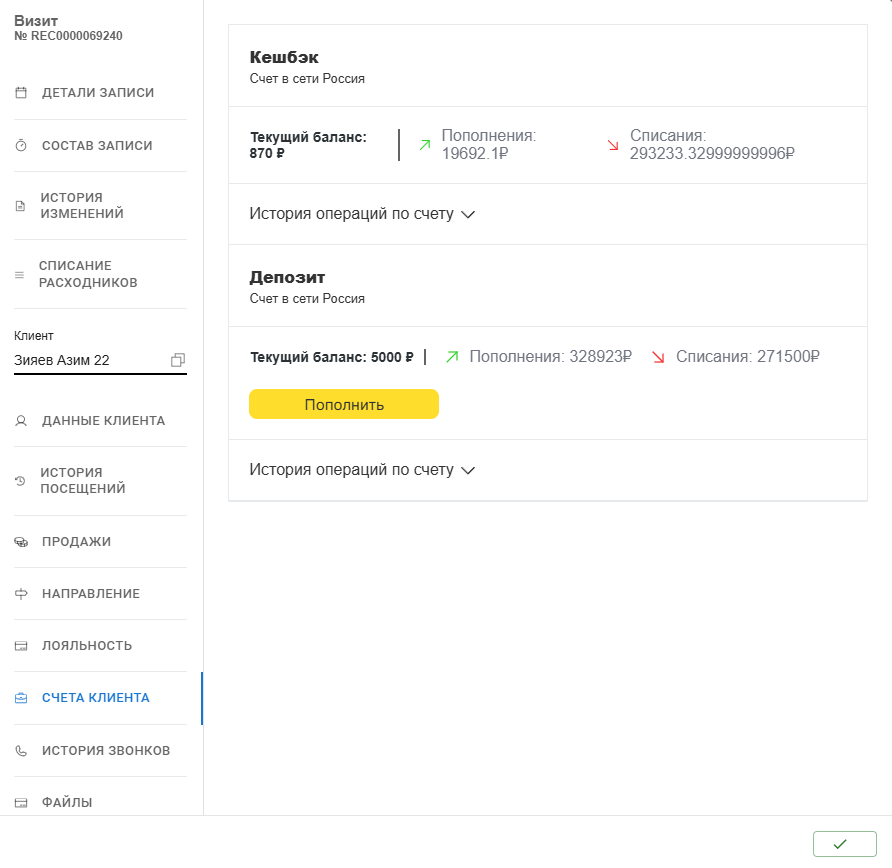 Визит
№ REC0000069240
ДЕТАЛИ ЗАПИСИ
СОСТАВ ЗАПИСИ
ИСТОРИЯ
ИЗМЕНЕНИЙ
СПИСАНИЕ
РАСХОДНИКОВ
Клиент
Зияев Азим 22
ДАННЫЕ КЛИЕНТА
ИСТОРИЯ
ПОСЕЩЕНИЙ
ПРОДАЖИ
НАПРАВЛЕНИЕ
ЛОЯЛЬНОСТЬ
СЧЕТА КЛИЕНТА
ИСТОРИЯ ЗВОНКОВ
ФАЙЛЫ
Кешбэк
Счет в сети Россия
Текущий баланс:
870 ₽
Пополнения:
19692.1₽
Списания:
293233.32999999996₽
История операций по счету
Депозит
Счет в сети Россия
Текущий баланс: 5000 ₽
Пополнения: 328923₽
Списания: 271500₽
Пополнить
История операций по счету